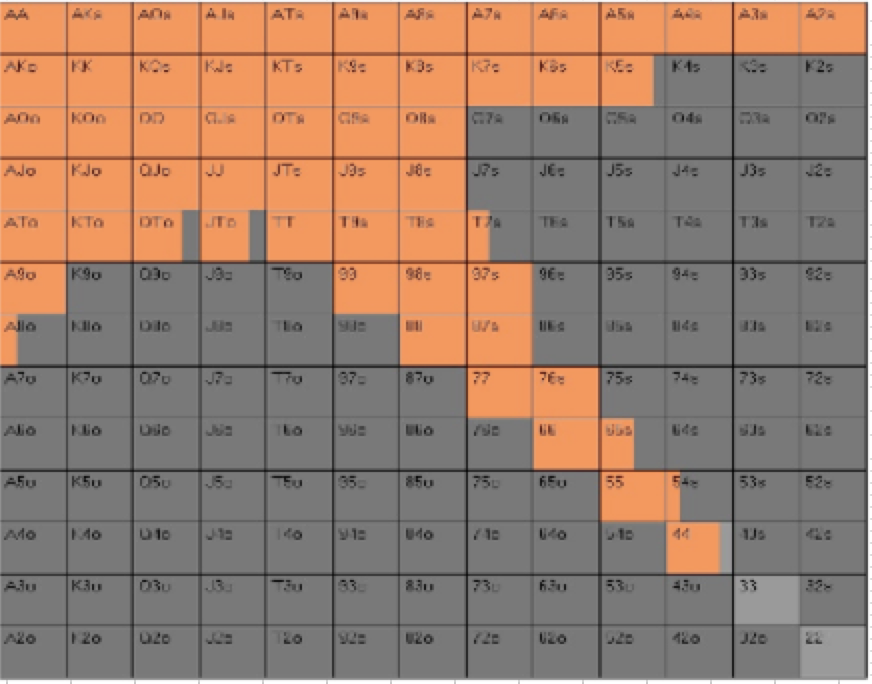 AA AKs AQs AJs ATs A9s A8s A7s A6s A5s A4s A3s A2s
AKo KK KQs KJs KTs K9s K8s K7s K6s K5s K4s K3s K2s
AQo KQo QQ QJs QTs Q9s Q8s Q7s Q6s Q5s Q4s Q3s Q2s
AJo KJo QJo JJ JTs J9s J8s J7s J6s J5s J4s J3s J2s
ATo KTo QTo JTo TT T9s T8s T7s T6s T5s T4s T3s T2s
A9o K9o Q9o J9o T9o 99 98s 97s 96s 95s 94s 93s 92s
A8o K8o Q8o J8o T8o 98o 88 87s 86s 85s 84s 83s 82s
A7o K7o Q7o J7o T7o 97o 87o 77 76s 75s 74s 73s 72s
A6o K6o Q6o J6o T6o 96o 86o 76o 66 65s 64s 63s 62s
A5o K5o Q5o J5o T5o 95o 85o 75o 65o 55 54s 53s 52s
A4o K4o Q4o J4o T4o 94o 84o 74o 64o 54o 44 43s 42s
A3o K3o Q3o J3o T3o 93o 83o 73o 63o 53o 43o 33 32s
A2o K2o Q2o J2o T2o 92o 82o 72o 62o 52o 42o 32o 22